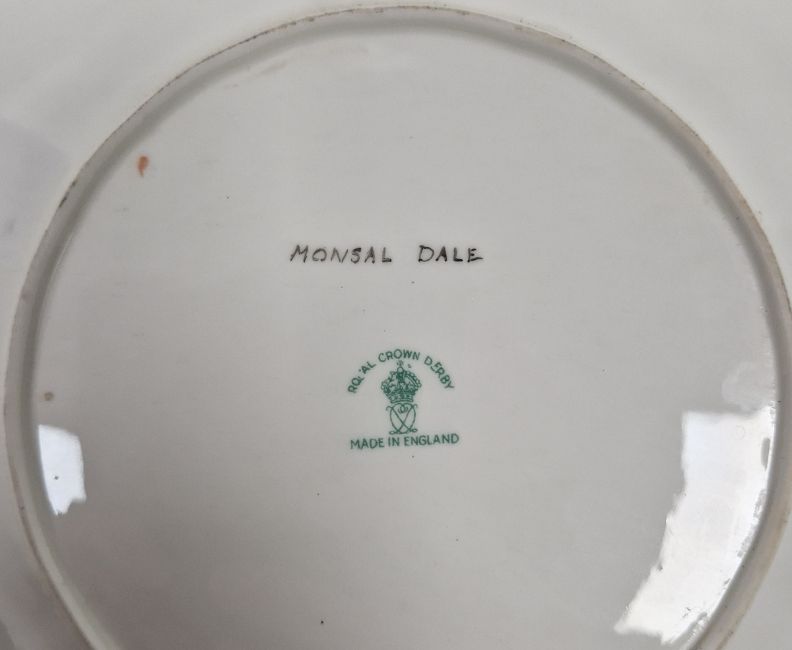 MONSAL DALE
ROYAL CROWN DERBY
MADE IN ENGLAND